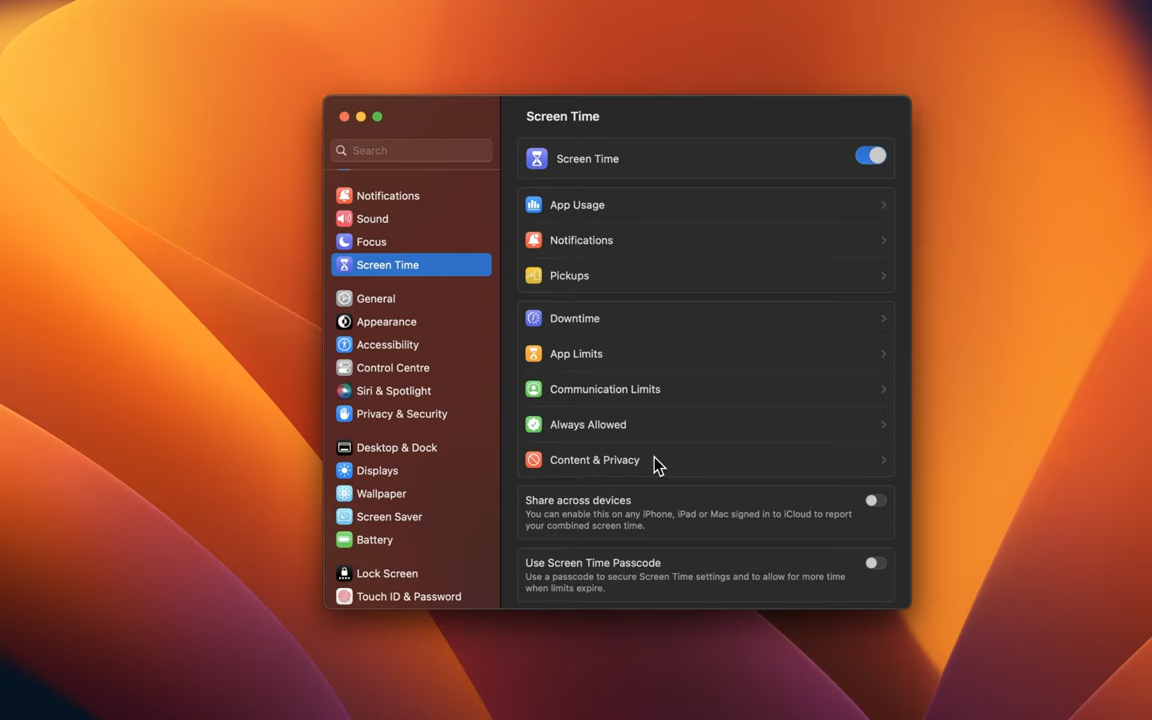 Screen Time
Search
Notifications
Sound
Focus
Screen Time
General
Appearance
Accessibility
Control Centre
Siri & Spotlight
Privacy & Security
Desktop & Dock
Displays
Wallpaper
Screen Saver
Battery
Lock Screen
Touch ID & Password
Screen Time
App Usage
Notifications
Pickups
Downtime
App Limits
Communication Limits
Always Allowed
Content & Privacy
Share across devices
You can enable this on any iPhone, iPad or Mac signed in to iCloud to report
your combined screen time.
Use Screen Time Passcode
Use a passcode to secure Screen Time settings and to allow for more time
when limits expire.